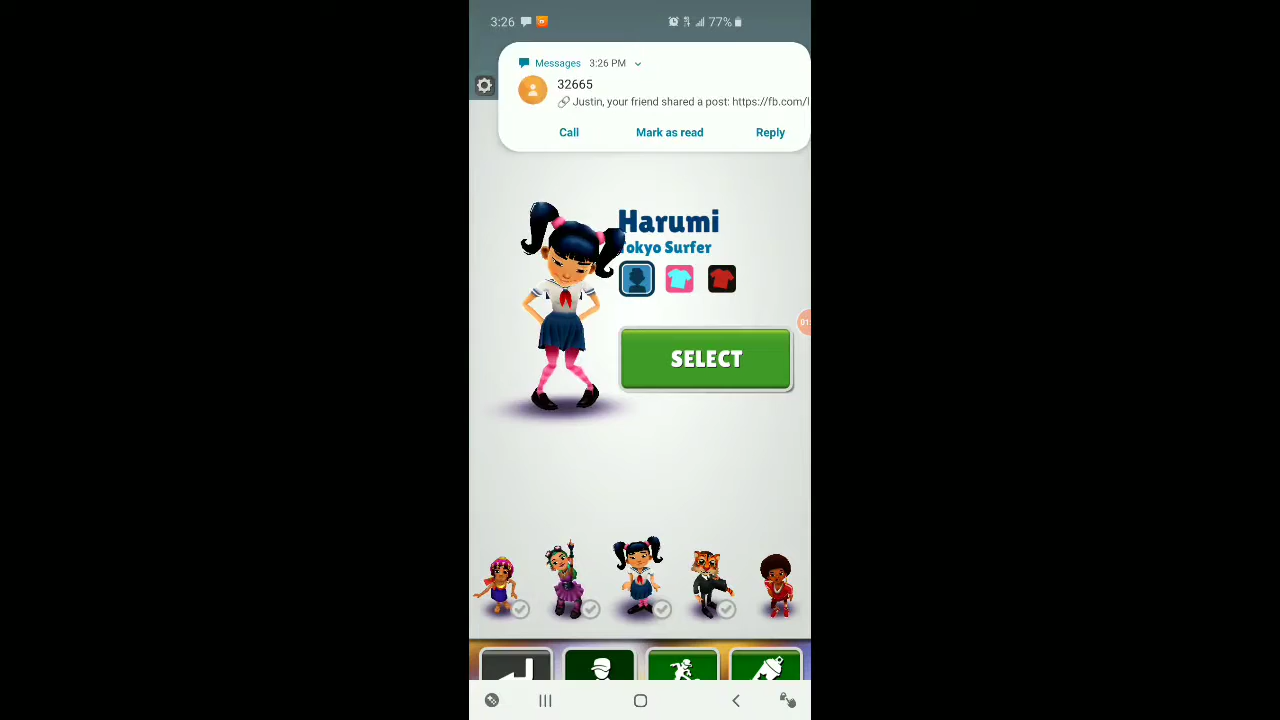 3:26
77%
Messages 3:26 PM
32665
Justin, your friend shared a post: https://fb.com/l
Call Mark as read Reply
Harumi
Tokyo Surfer
01:
SELECT